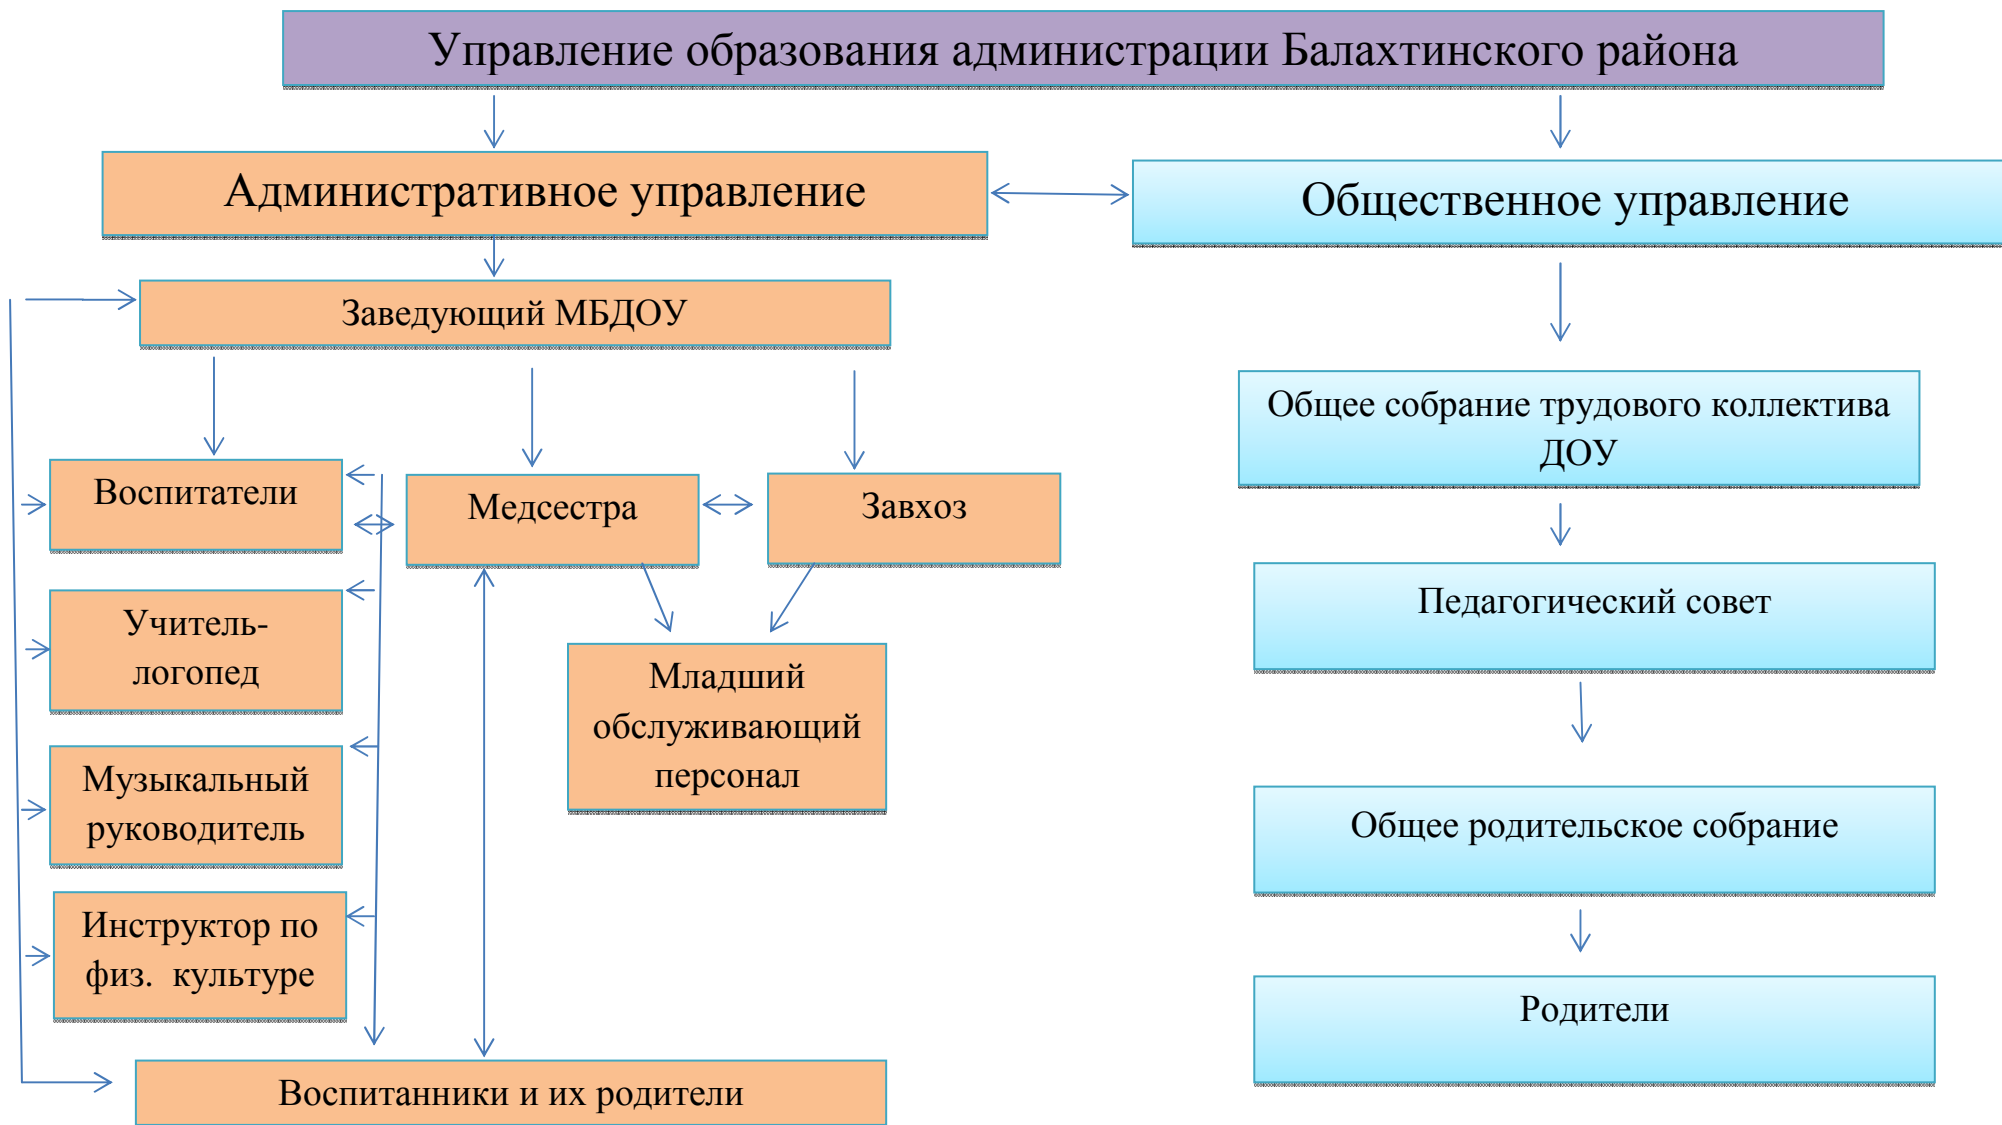 Управление образования администрации Балахтинского района
Административное управление
Общественное управление
Заведующий МБДОУ
Общее собрание трудового коллектива
ДОУ
Воспитатели
Медсестра
Завхоз
Педагогический совет
Учитель-
логопед
Младший
обслуживающий
персонал
Музыкальный
руководитель
Общее родительское собрание
Инструктор по
физ.  культуре
Родители
Воспитанники и их родители